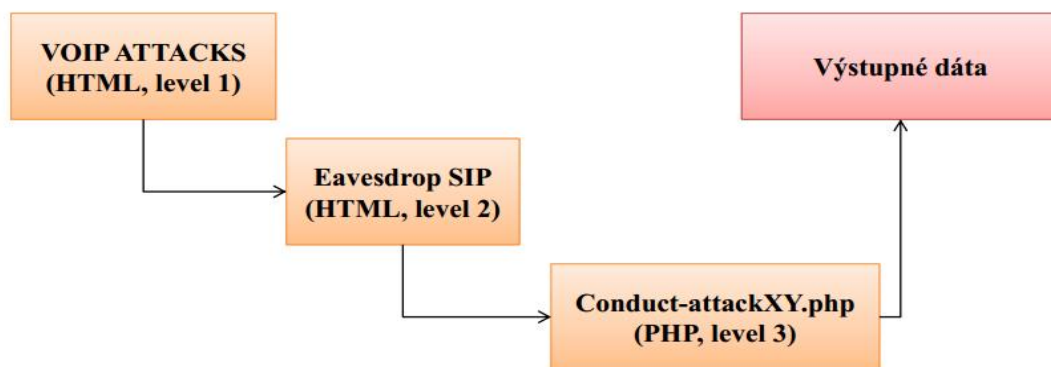 VOIP ATTACKS
(HTML, level 1)
Výstupné dáta
Eavesdrop SIP
(HTML, level 2)
Conduct-attackXY.php
(PHP, level 3)